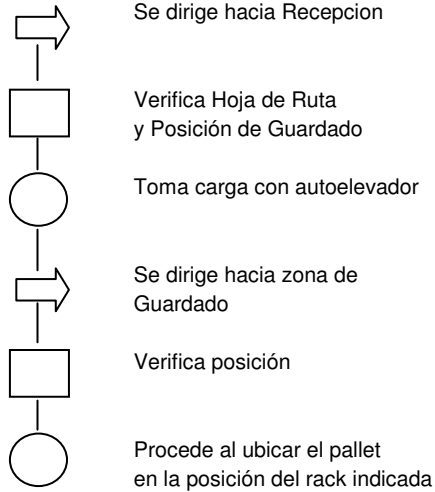 Se dirige hacia Recepcion
Verifica Hoja de Ruta
y Posición de Guardado
Toma carga con autoelevador
Se dirige hacia zona de
Guardado
Verifica posición
Procede al ubicar el pallet
en la posición del rack indicada